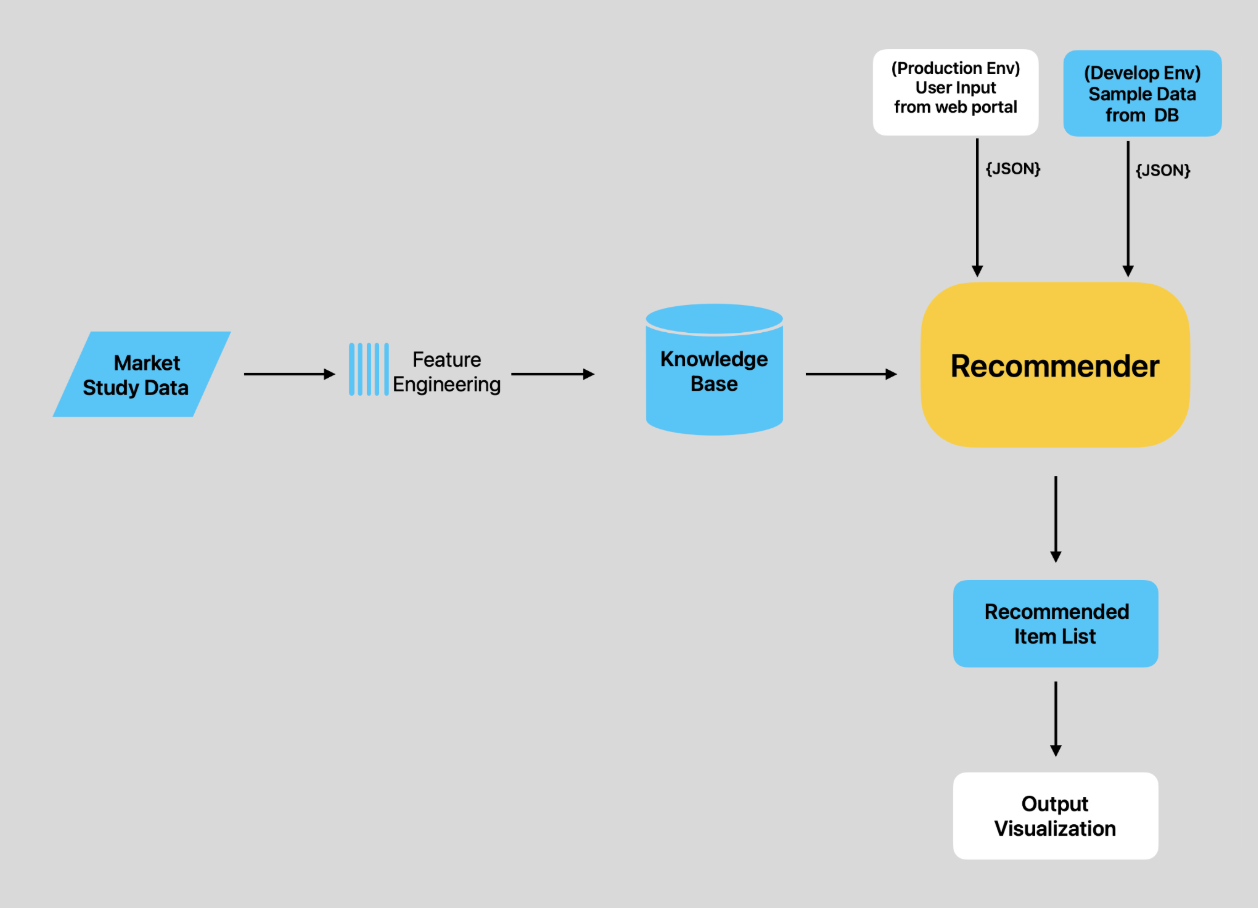 (Production Env)
User Input
from web portal
(Develop Env)
Sample Data
from DB
{JSON}
{JSON}
Market
Study Data
Feature
Engineering
Knowledge
Base
Recommender
Recommended
Item List
Output
Visualization